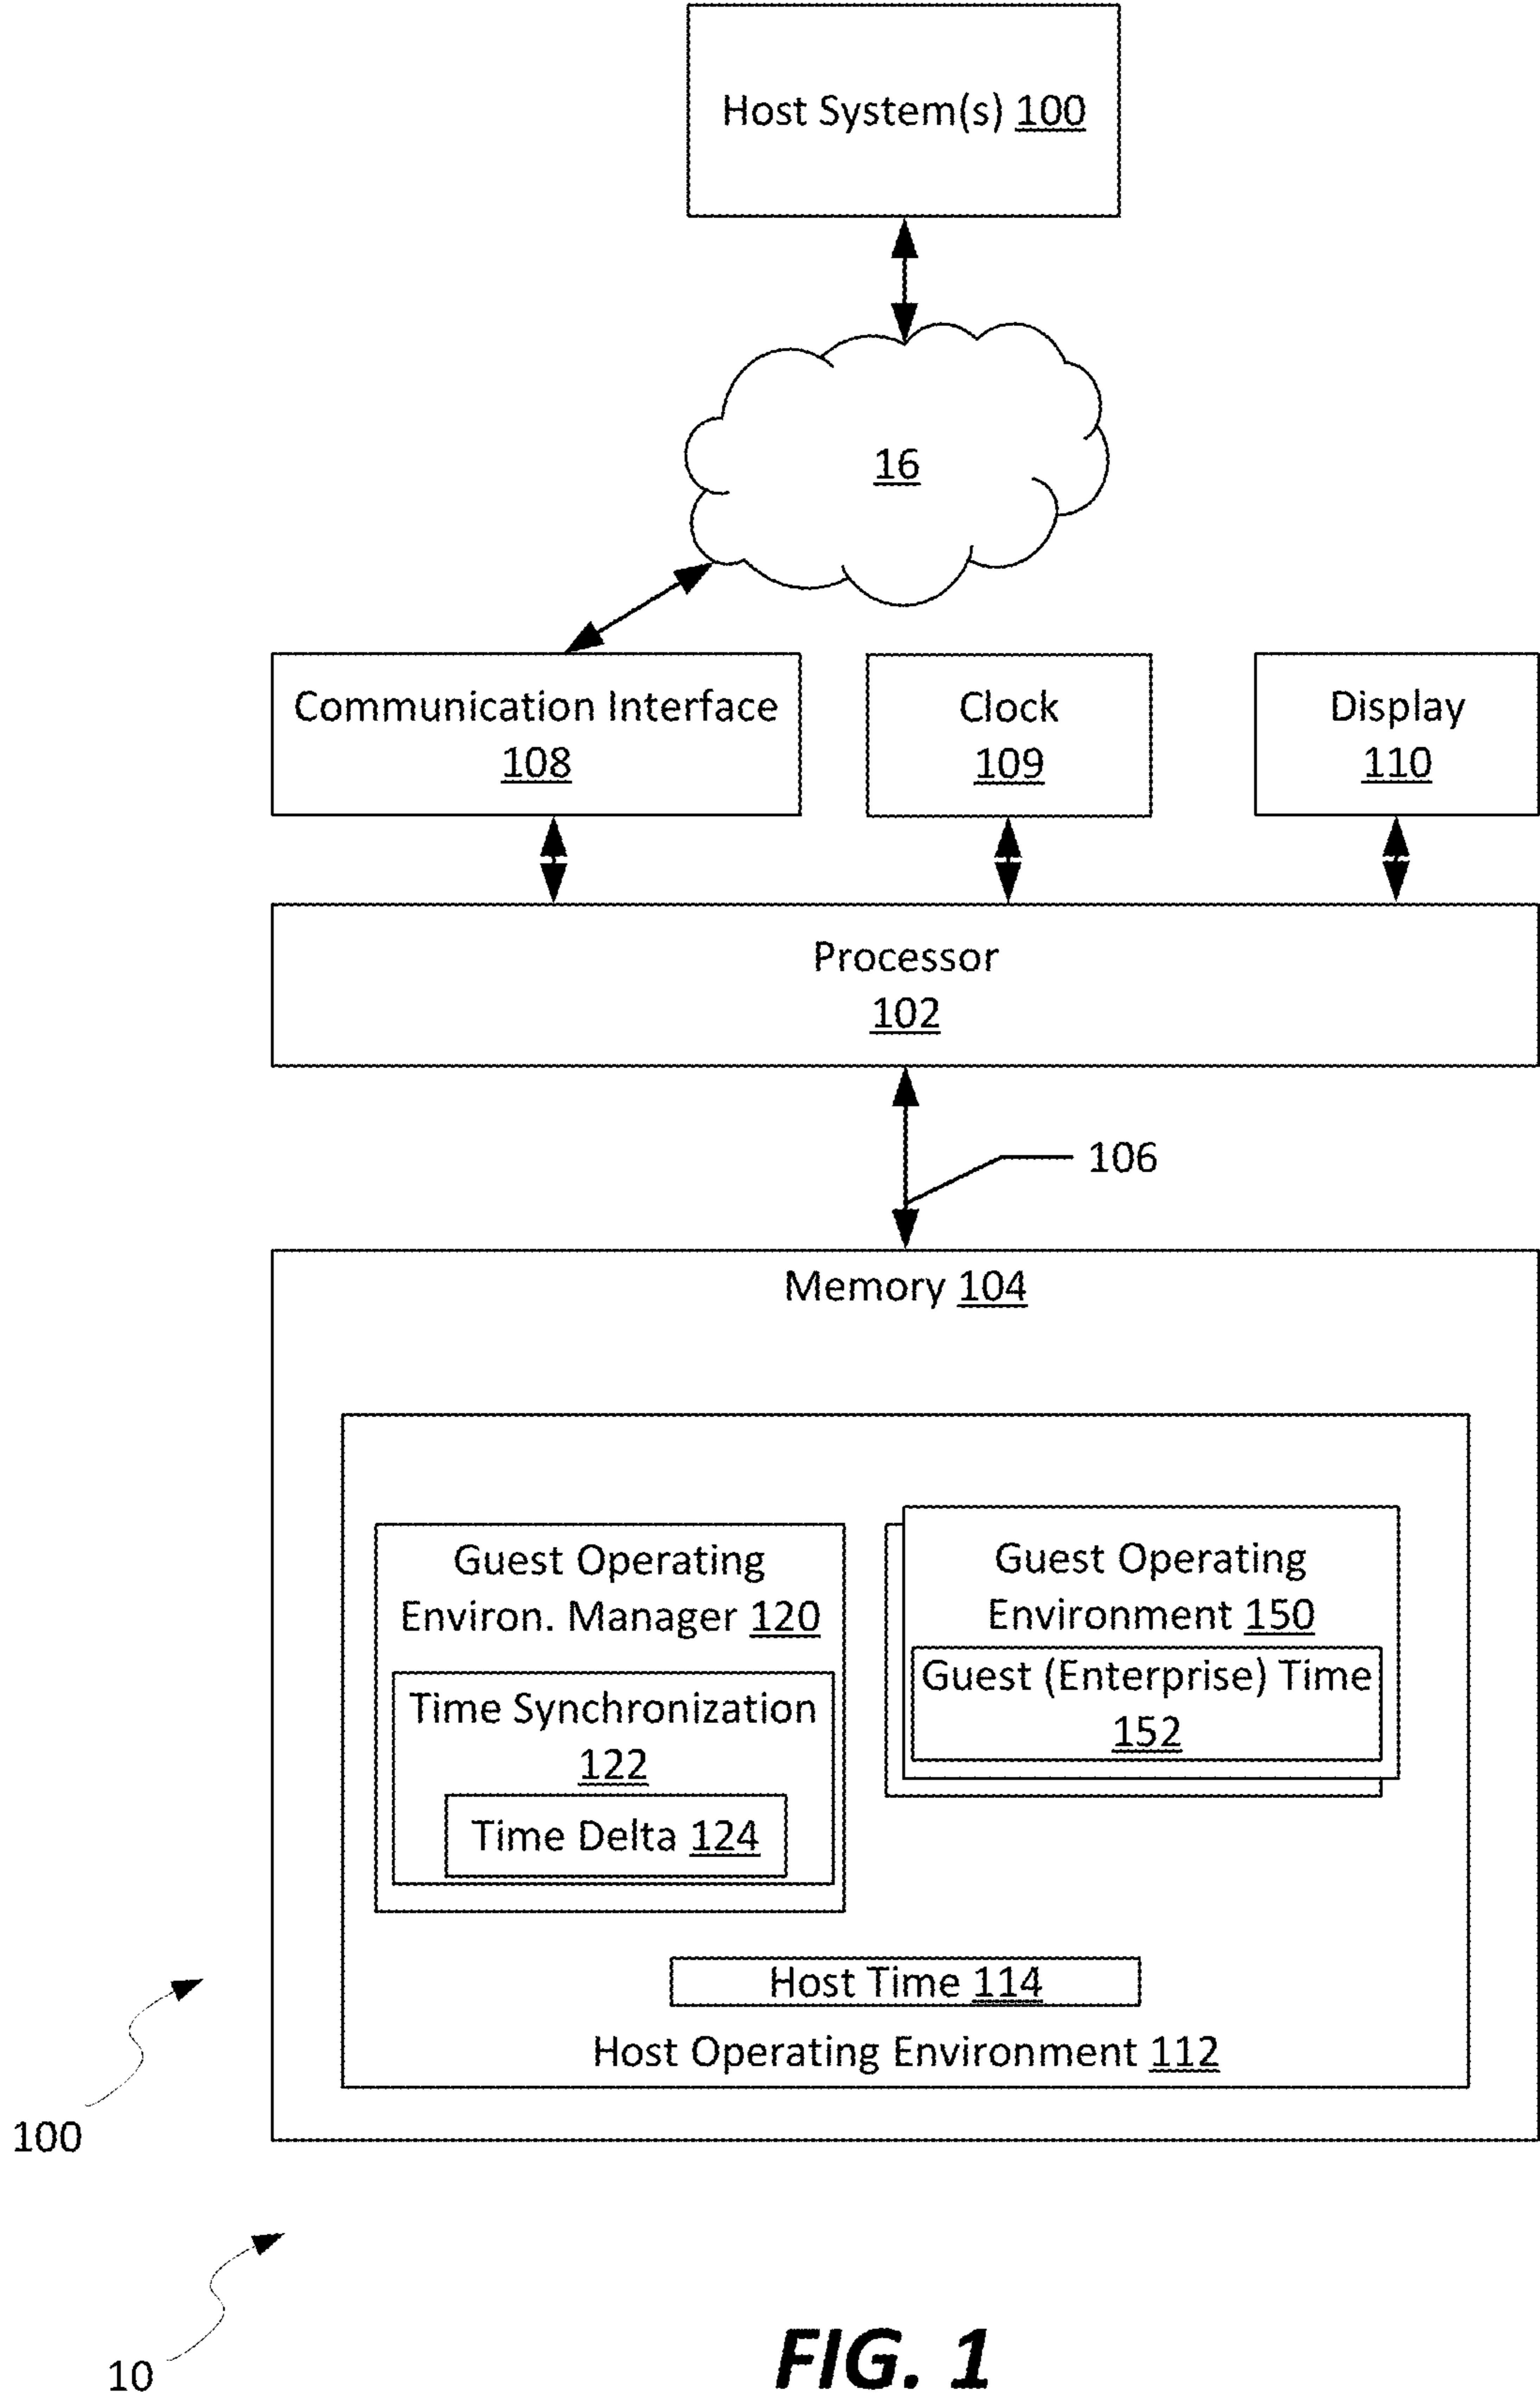 Host System(s) 100
16
Communication Interface
108
Clock
109
Display
110
Processor
102
106
Memory 104
Guest Operating
Environ. Manager 120
Time Synchronization
122
Time Delta 124
Guest Operating
Environment 150
Guest (Enterprise) Time
152
Host Time 114
Host Operating Environment 112
100
10
FIG. 1